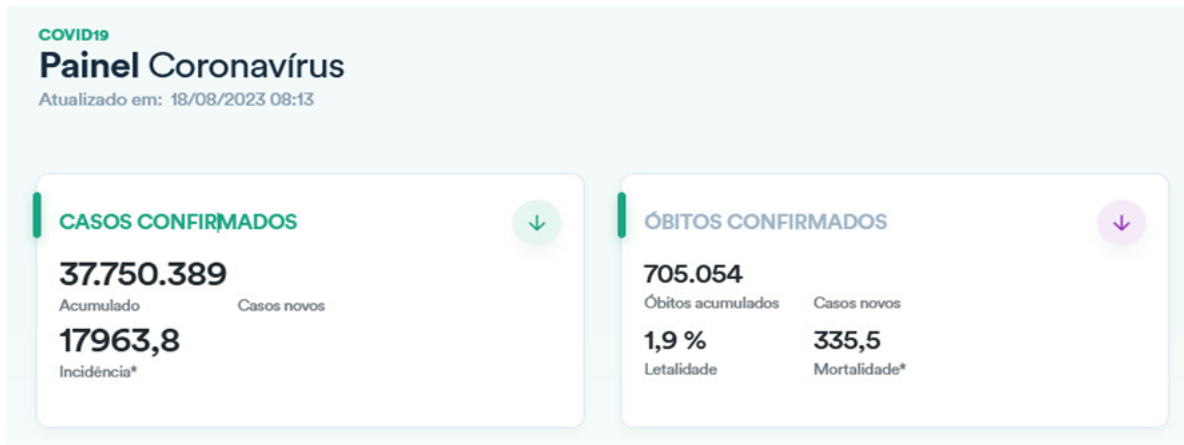 COVID19
Painel Coronavírus
Atualizado em: 18/08/2023 08:13
CASOS CONFIRMADOS
37.750.389
Acumulado Casos novos
17963,8
Incidência*
ÓBITOS CONFIRMADOS
705.054
Óbitos acumulados Casos novos
1,9 % 335,5
Letalidade Mortalidade*